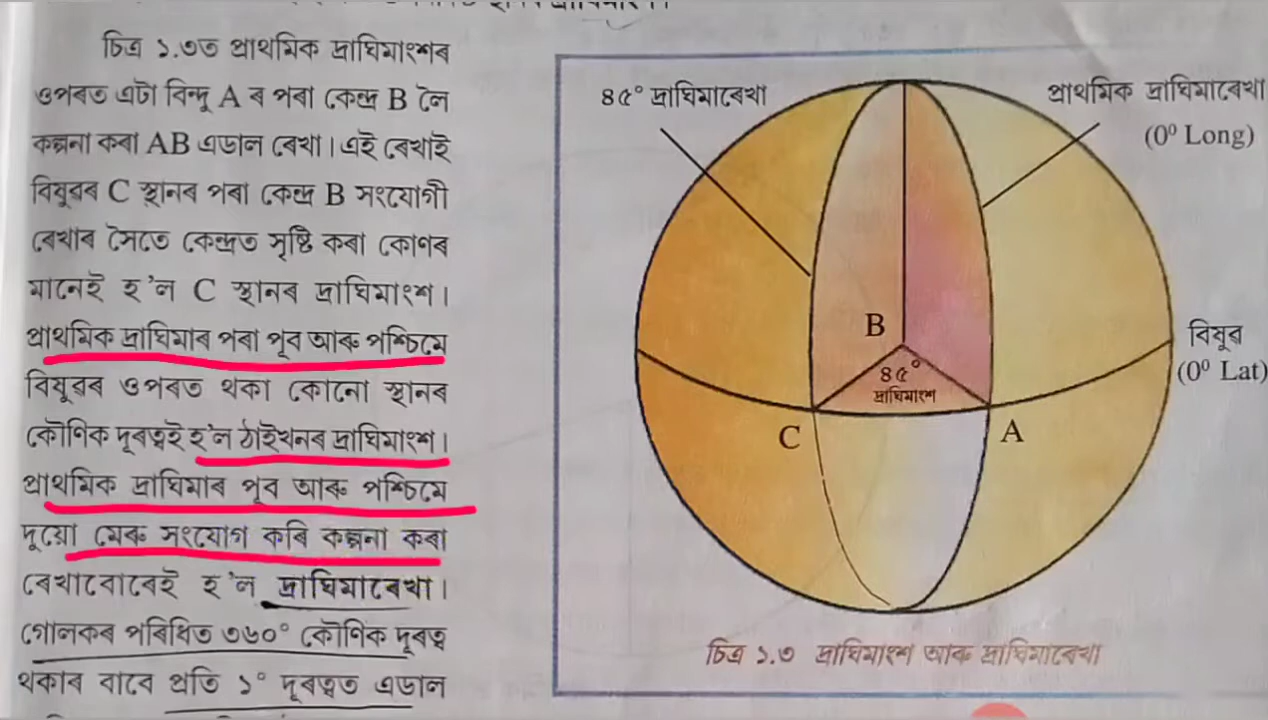 চিত্ৰ ১.৩ত প্ৰাথমিক দ্ৰাঘিমাংশৰ
ওপৰত এটা বিন্দু A ৰ পৰা কেন্দ্ৰ B লৈ
কল্পনা কৰা AB এডাল ৰেখা। এই ৰেখাই
বিষুৱৰ C স্থানৰ পৰা কেন্দ্ৰ B সংযোগী
ৰেখাৰ সৈতে কেন্দ্ৰত সৃষ্টি কৰা কোণৰ
মানেই হ'ল C স্থানৰ দ্ৰাঘিমাংশ।
প্ৰাথমিক দ্ৰাঘিমাৰ পৰা পূব আৰু পশ্চিমে
বিষুৱৰ ওপৰত থকা কোনো স্থানৰ
কৌণিক দূৰত্বই হ'ল ঠাইখনৰ দ্ৰাঘিমাংশ।
প্ৰাথমিক দ্ৰাঘিমাৰ পূব আৰু পশ্চিমে
দুয়ো মেৰু সংযোগ কৰি কল্পনা কৰা
ৰেখাবোৰেই হ'ল দ্ৰাঘিমাৰেখা।
গোলকৰ পৰিধিত ৩৬০° কৌণিক দূৰত্ব
থকাৰ বাবে প্ৰতি ১° দূৰত্বত এডাল
৪৫° দ্ৰাঘিমাৰেখা
প্ৰাথমিক দ্ৰাঘিমাৰেখা
(0⁰ Long)
B
৪৫°
দ্ৰাঘিমাংশ
বিষুৱ
(0⁰ Lat)
C
A
চিত্ৰ ১.৩ দ্ৰাঘিমাংশ আৰু দ্ৰাঘিমাৰেখা